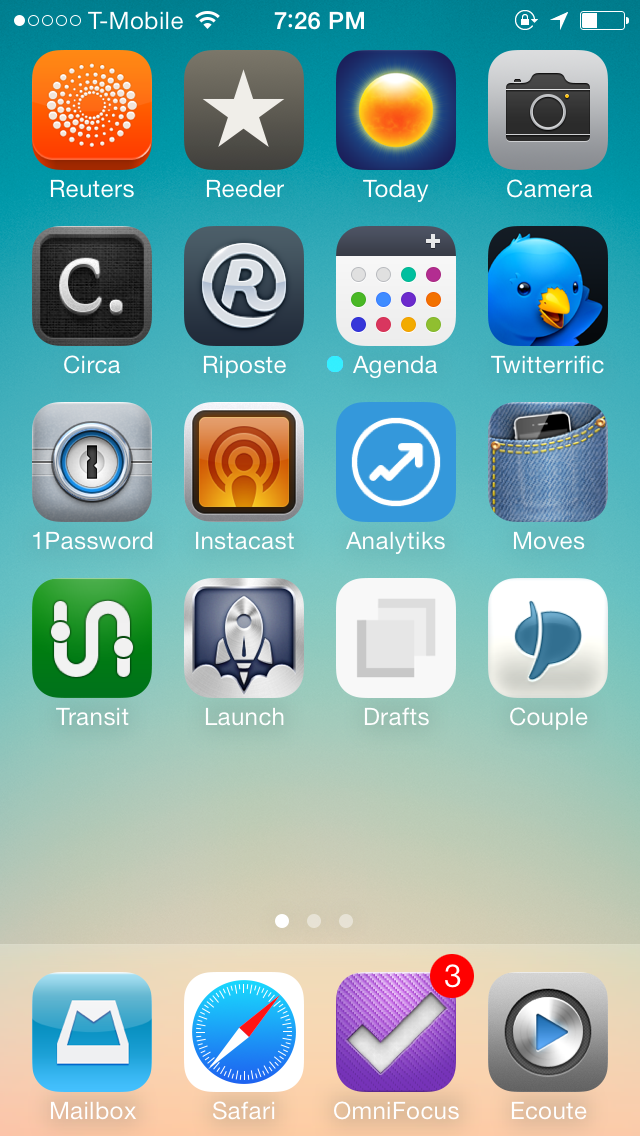 T-Mobile 7:26 PM
Reuters Reeder Today Camera
C. R
Circa Riposte Agenda Twitterrific
1Password Instacast Analytiks Moves
Transit Launch Drafts Couple
3
Mailbox Safari OmniFocus Ecoute